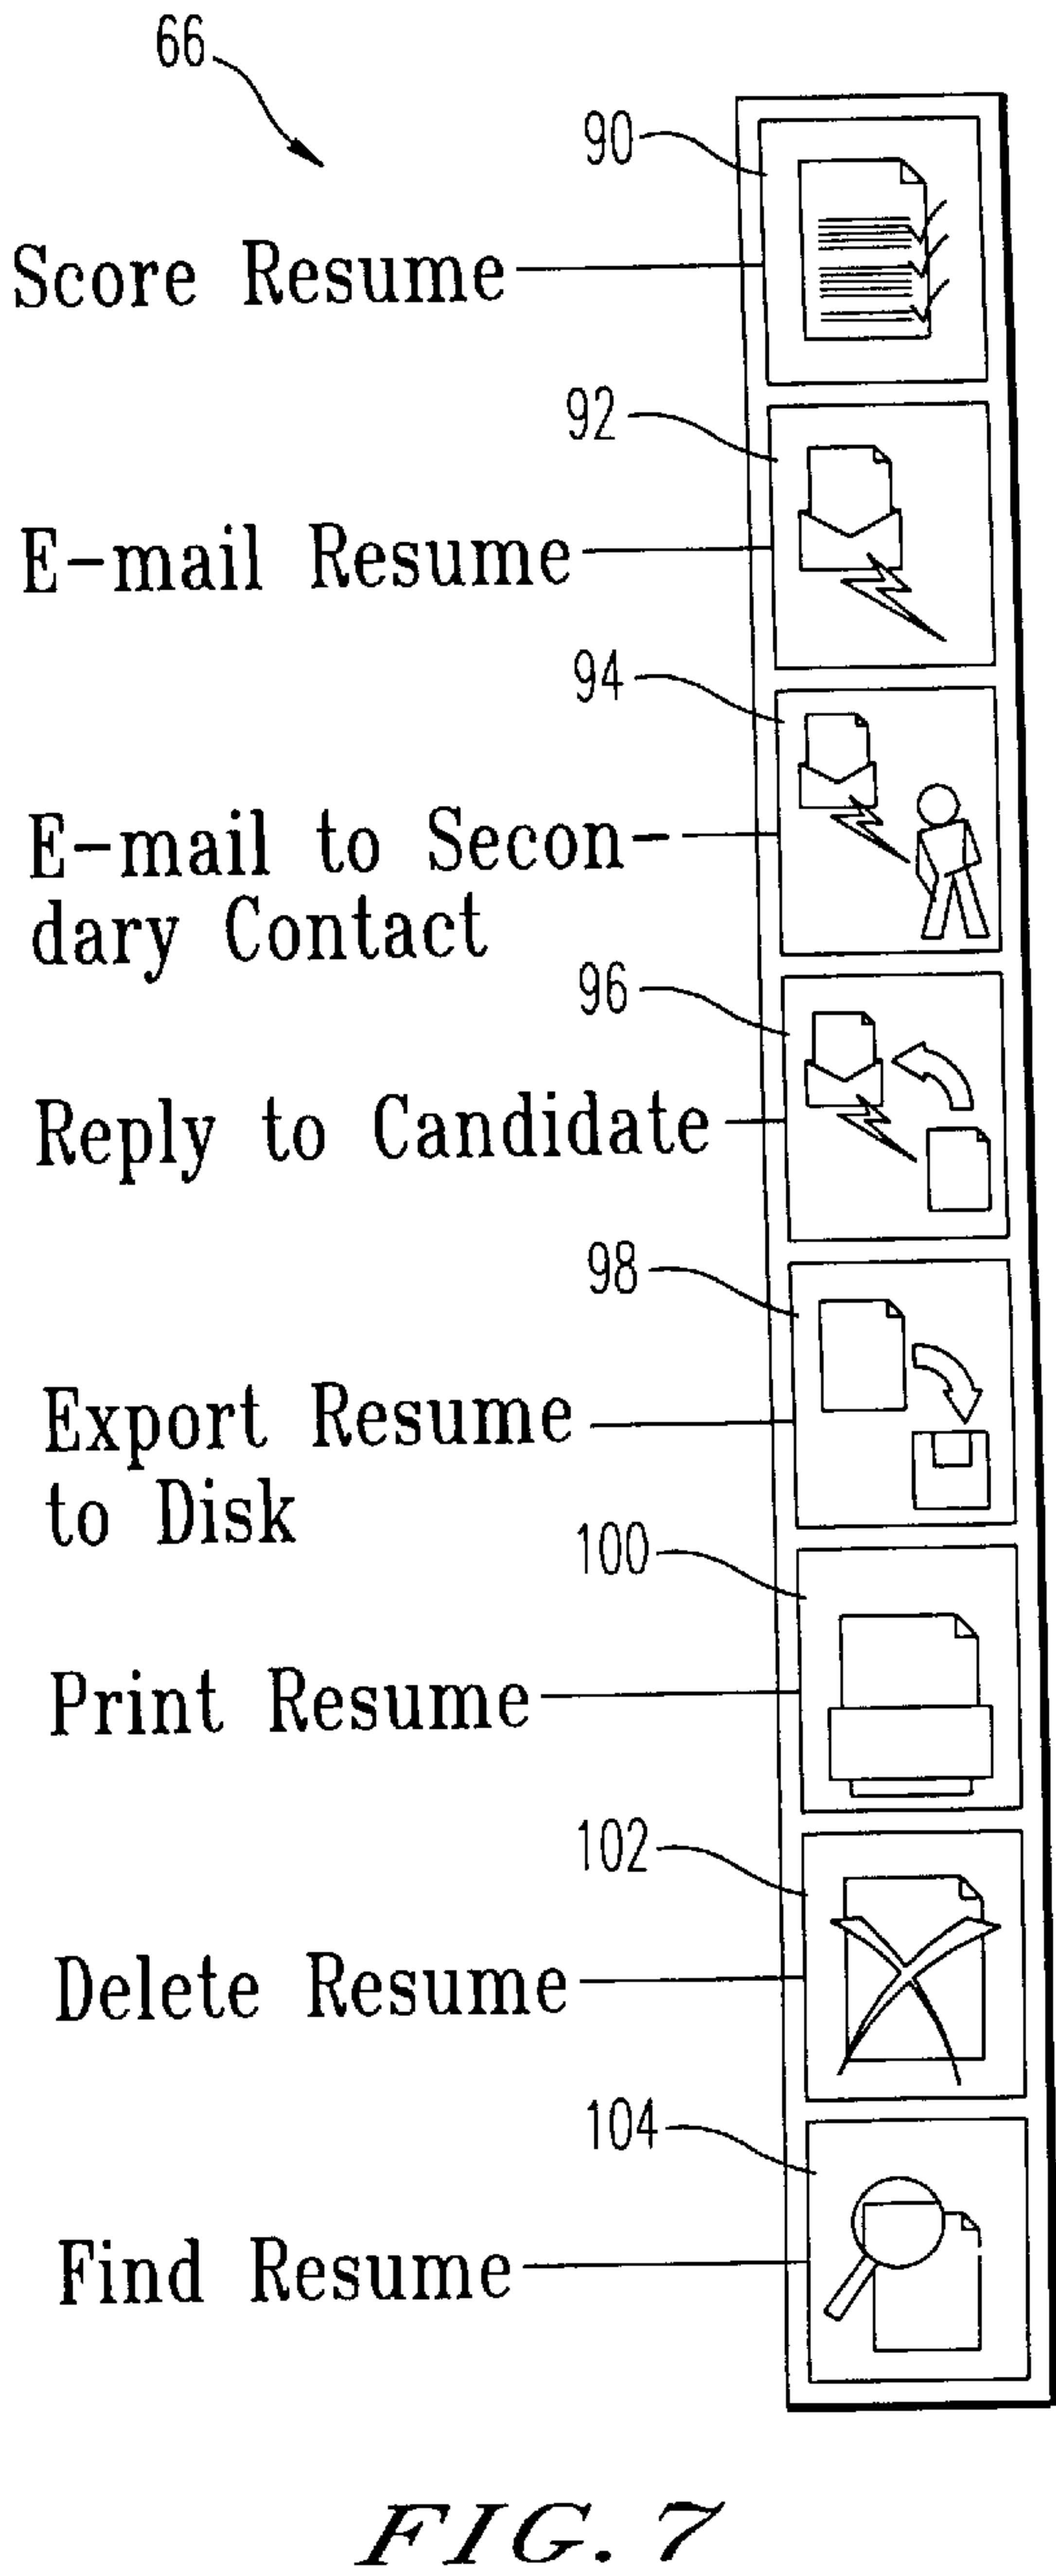 66
90
Score Resume
92
E-mail Resume
94
E-mail to Secon-
dary Contact
96
Reply to Candidate
98
Export Resume
to Disk
100
Print Resume
102
Delete Resume
104
Find Resume
FIG. 7